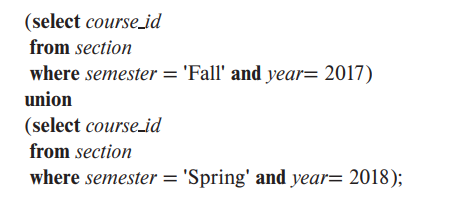 (select course_id
from section
where semester = 'Fall' and year= 2017)
union
(select course_id
from section
where semester = 'Spring' and year= 2018);